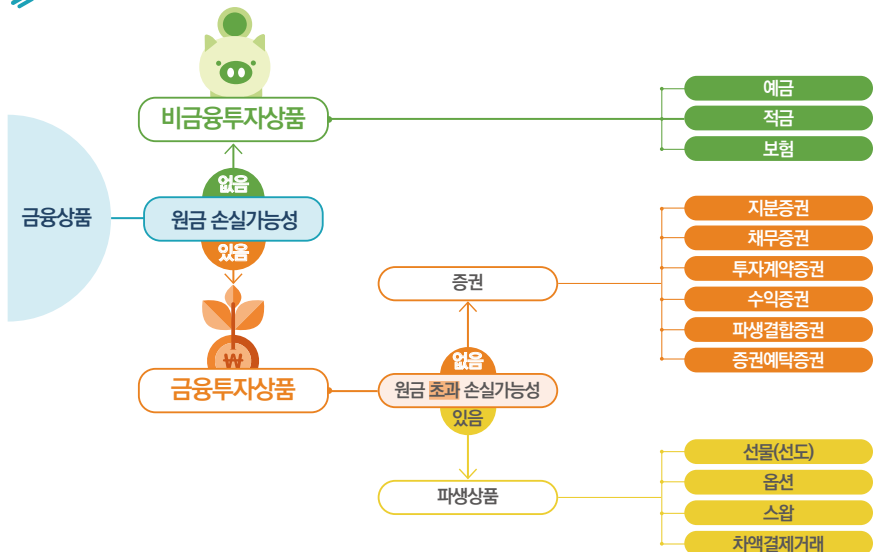 비금융투자상품
예금
적금
보험
없음
금융상품
원금 손실가능성
있음
지분증권
채무증권
투자계약증권
수익증권
파생결합증권
증권예탁증권
증권
₩
금융투자상품
없음
원금 초과 손실가능성
있음
파생상품
선물(선도)
옵션
스왑
차액결제거래